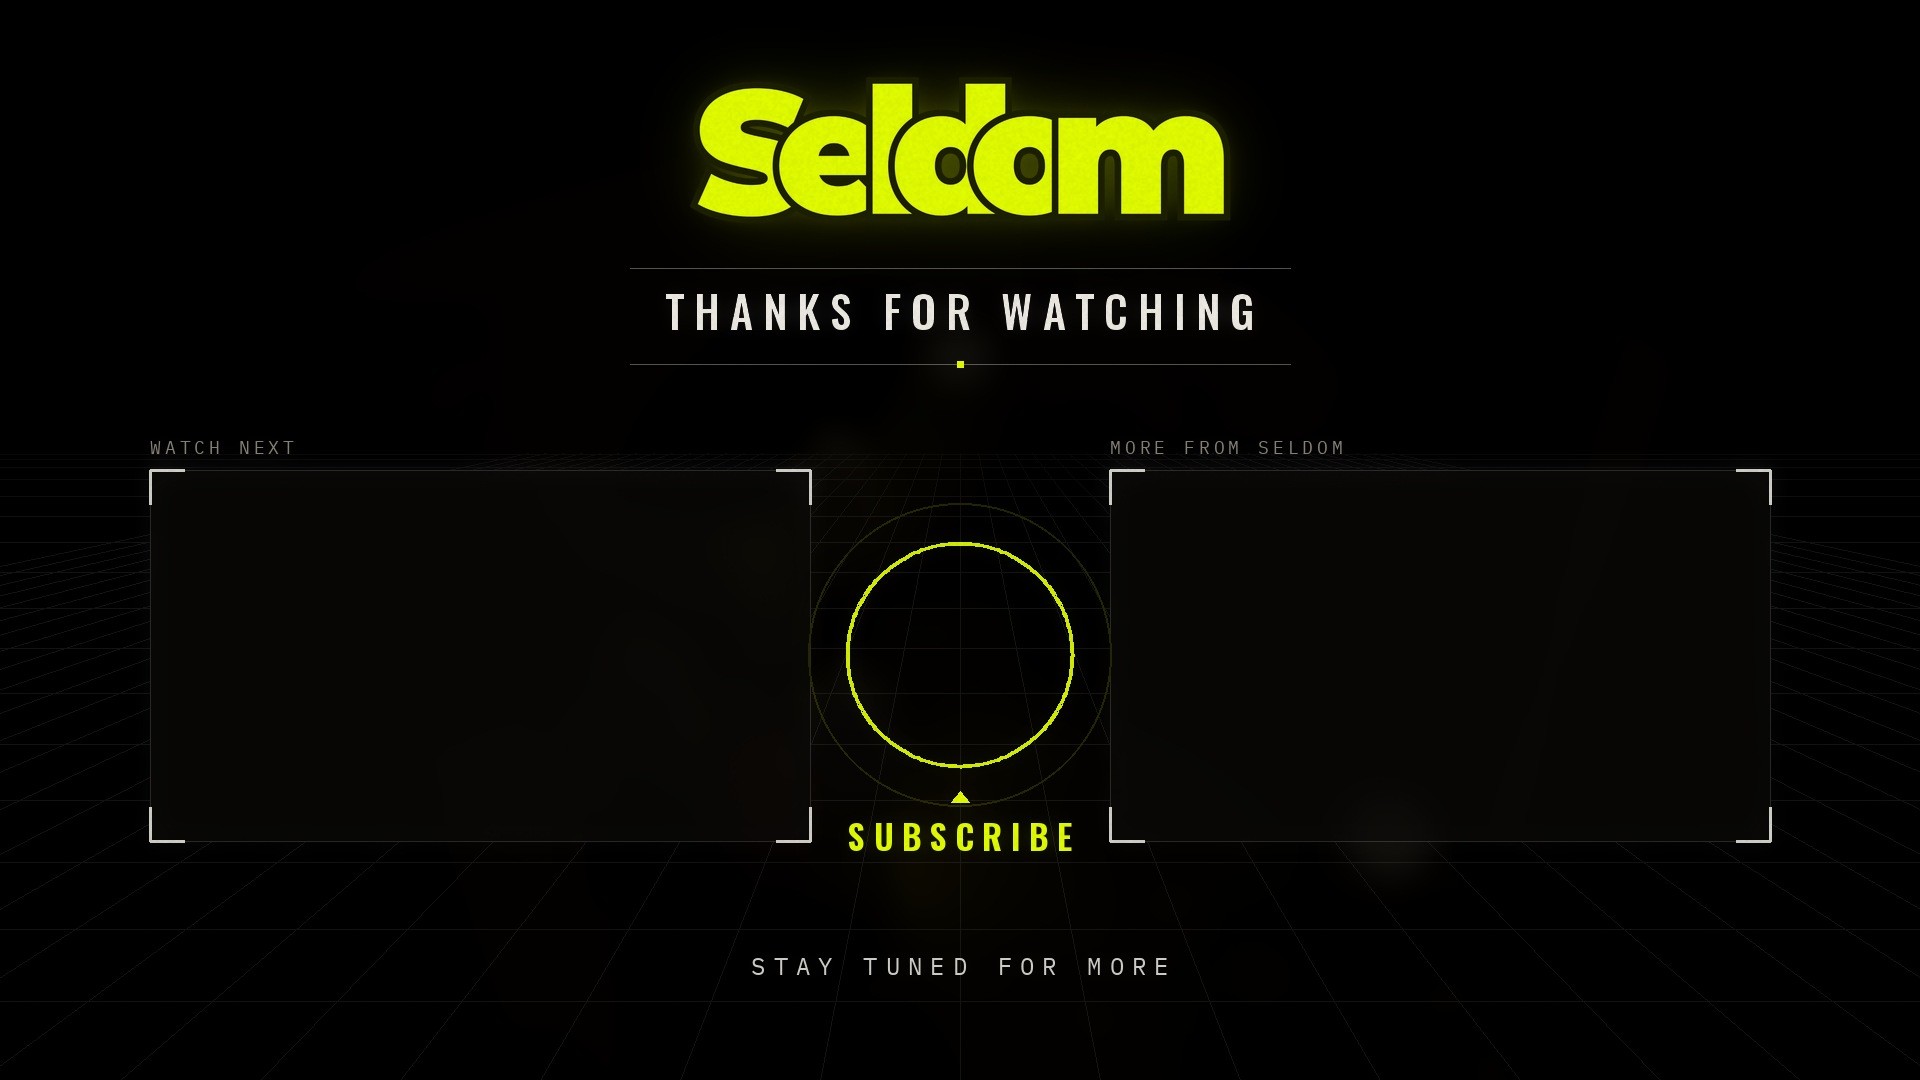 Seldom
THANKS FOR WATCHING
WATCH NEXT
MORE FROM SELDOM
SUBSCRIBE
STAY TUNED FOR MORE